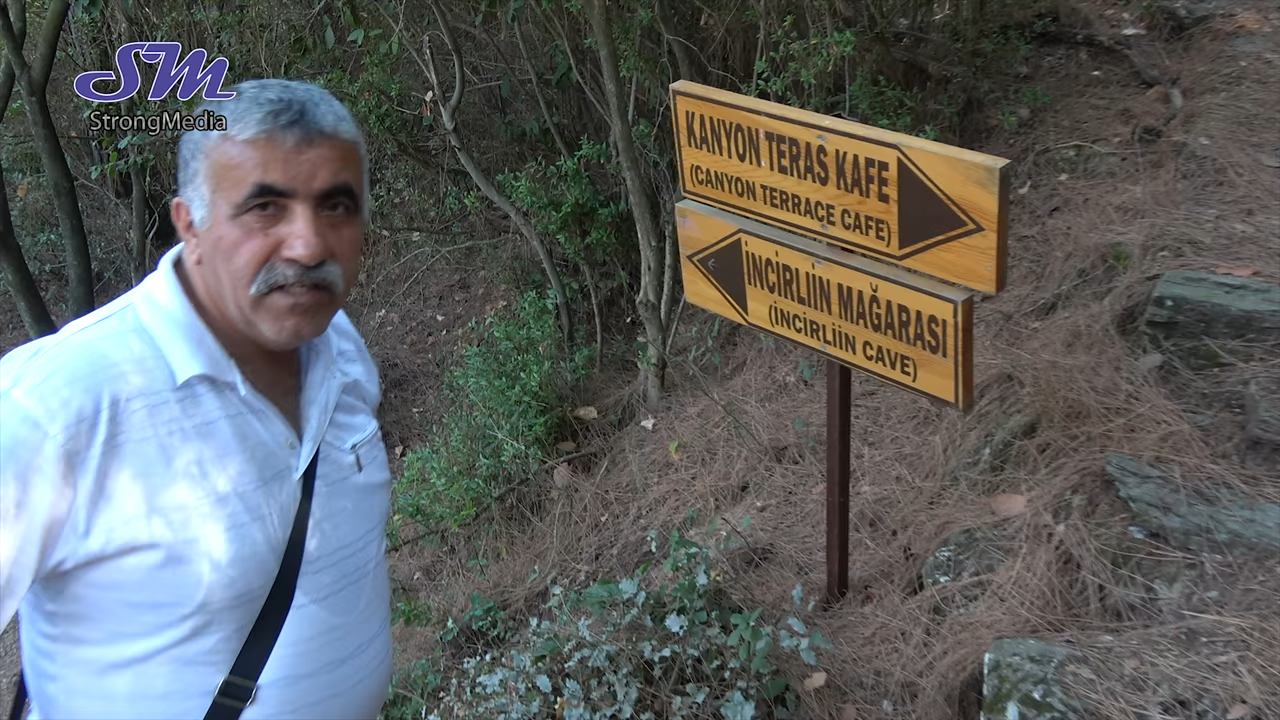 SM
StrongMedia
KANYON TERAS KAFE
(CANYON TERRACE CAFE)
İNCİRLİİN MAĞARASI
(İNCİRLİİN CAVE)